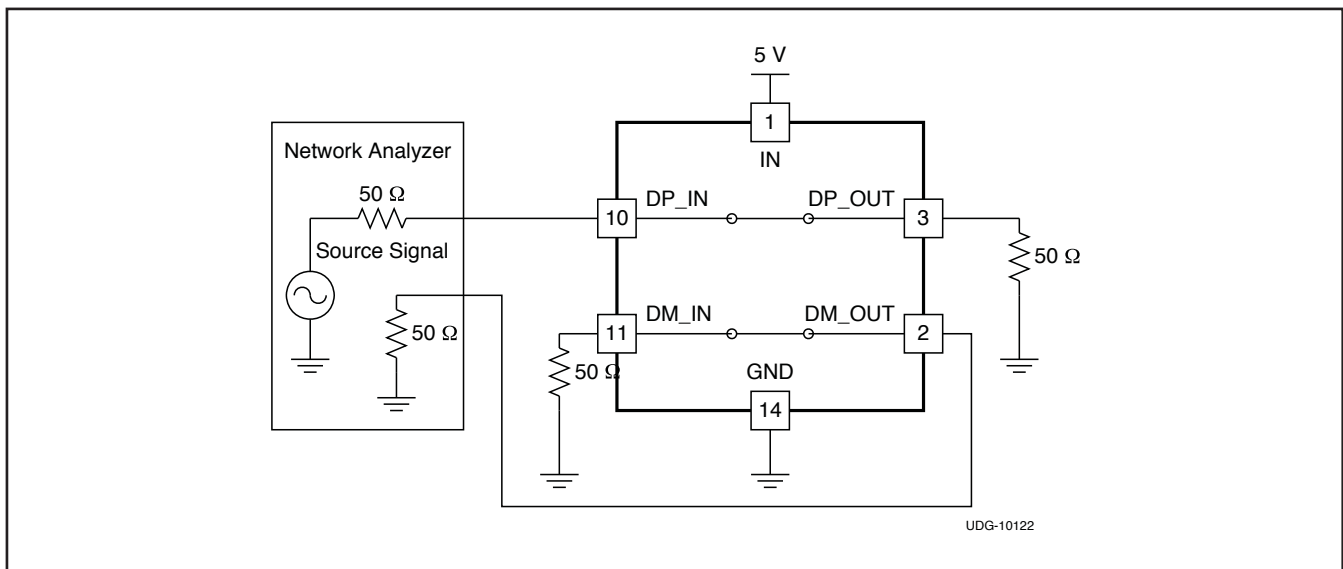 5 V
1
IN
Network Analyzer
50 Ω
DP_IN
DP_OUT
10
3
Source Signal
50 Ω
DM_IN
DM_OUT
11
2
50 Ω
50 Ω
GND
14
UDG-10122